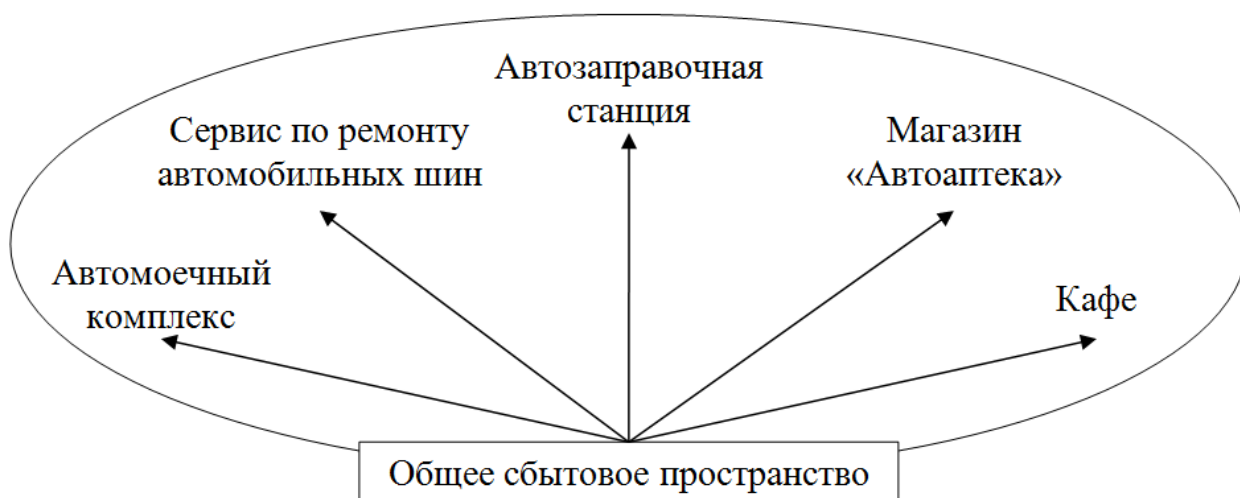 Автозаправочная
станция
Сервис по ремонту
автомобильных шин
Магазин
«Автоаптека»
Автомоечный
комплекс
Кафе
Общее сбытовое пространство